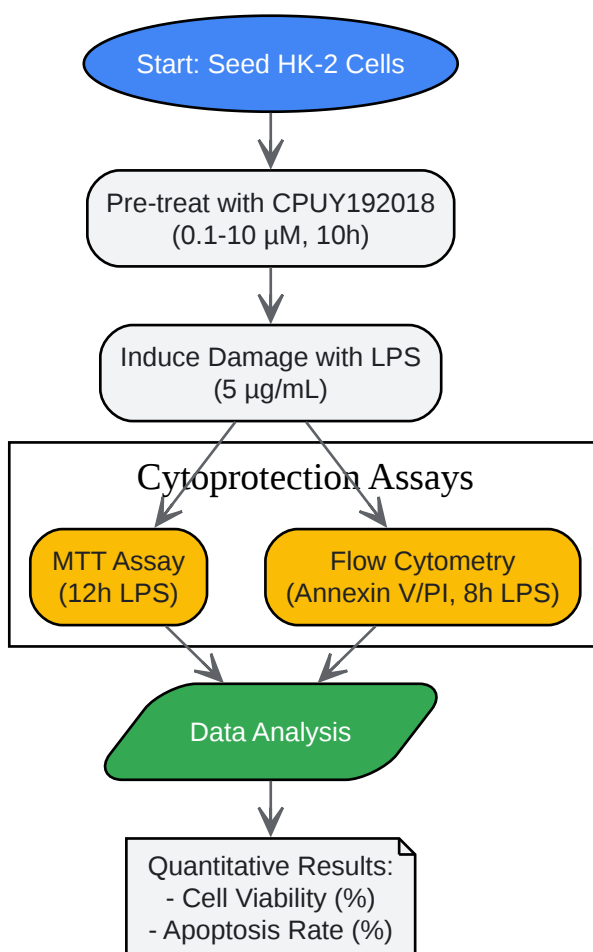 Start: Seed HK-2 Cells
Pre-treat with CPUY192018
(0.1-10 µM, 10h)
Induce Damage with LPS
(5 µg/mL)
Cytoprotection Assays
MTT Assay
(12h LPS)
Flow Cytometry
(Annexin V/PI, 8h LPS)
Data Analysis
Quantitative Results:
- Cell Viability (%)
- Apoptosis Rate (%)